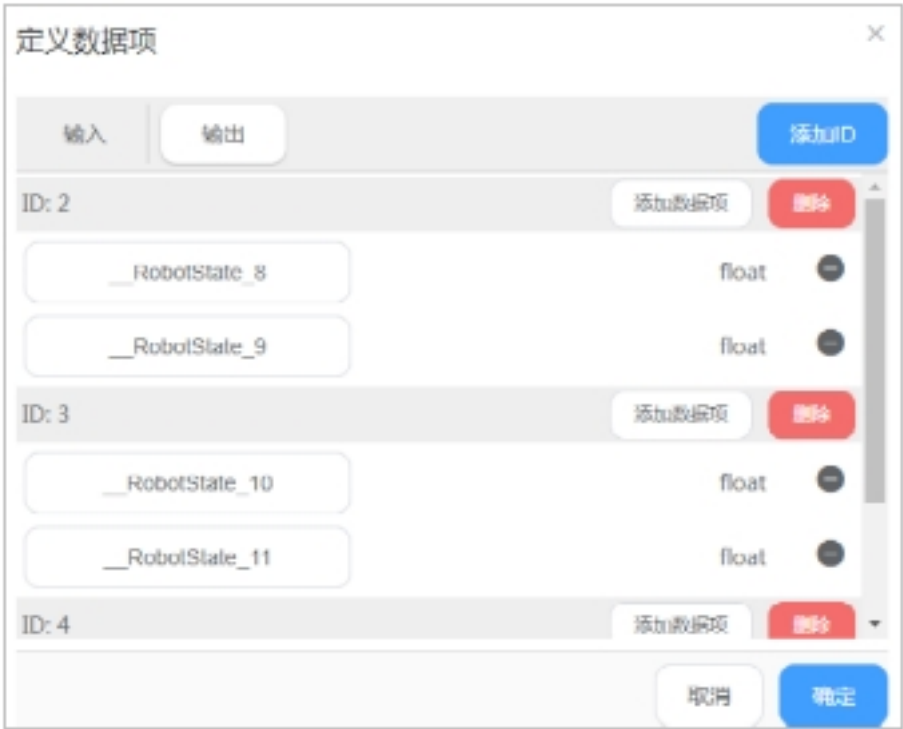 定义数据项
输入 输出 添加ID
ID: 2 添加数据项 删除
__RobotState_8 float
__RobotState_9 float
ID: 3 添加数据项 删除
__RobotState_10 float
__RobotState_11 float
ID: 4 添加数据项 删除
取消 确定